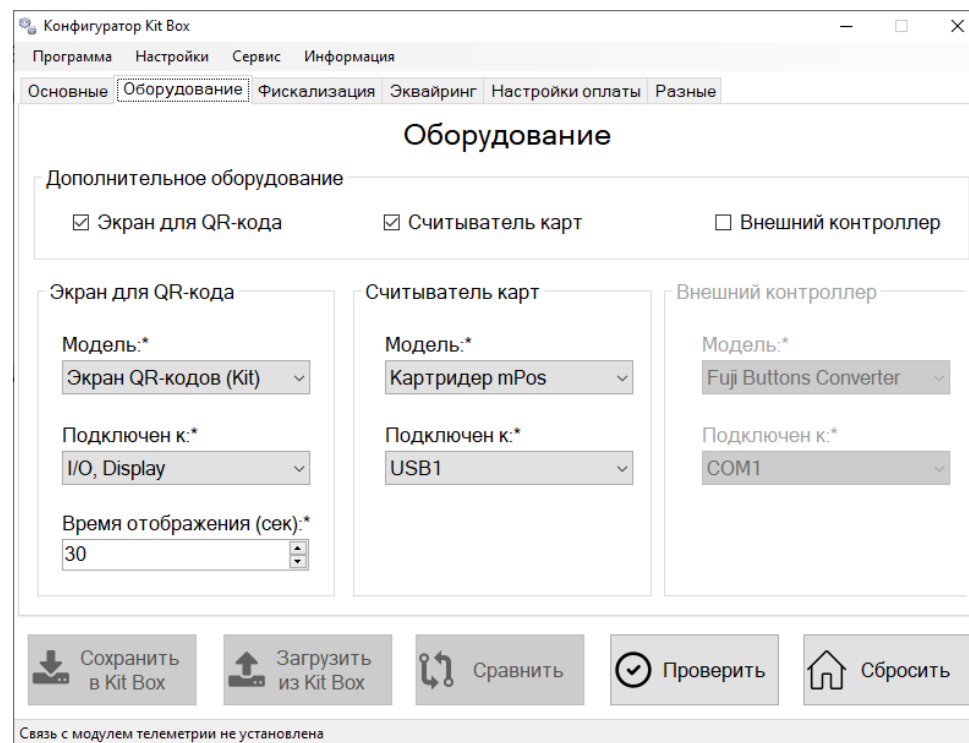 Конфигуратор Kit Box
Программа Настройки Сервис Информация
Основные Оборудование Фискализация Эквайринг Настройки оплаты Разные
Оборудование
Дополнительное оборудование
Экран для QR-кода Считыватель карт Внешний контроллер
Экран для QR-кода Считыватель карт Внешний контроллер
Модель:* Модель:* Модель:*
Экран QR-кодов (Kit) Картридер mPos Fuji Buttons Converter
Подключен к:* Подключен к:* Подключен к:*
I/O, Display USB1 COM1
Время отображения (сек):*
30
Сохранить
в Kit Box
Загрузить
из Kit Box
Сравнить
Проверить
Сбросить
Связь с модулем телеметрии не установлена